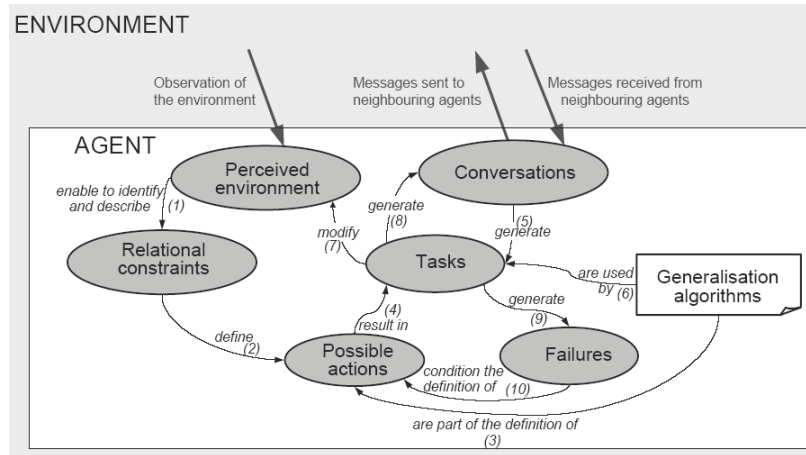 ENVIRONMENT
Observation of
the environment
Messages sent to
neighbouring agents
Messages received from
neighbouring agents
AGENT
Perceived
environment
Conversations
enable to identify
and describe
(1)
generate
(8)
(5)
generate
modify
(7)
Relational
constraints
Tasks
are used
by (6)
Generalisation
algorithms
(4)
result in
generate
(9)
define
(2)
Possible
actions
Failures
condition the
definition of (10)
are part of the definition of
(3)